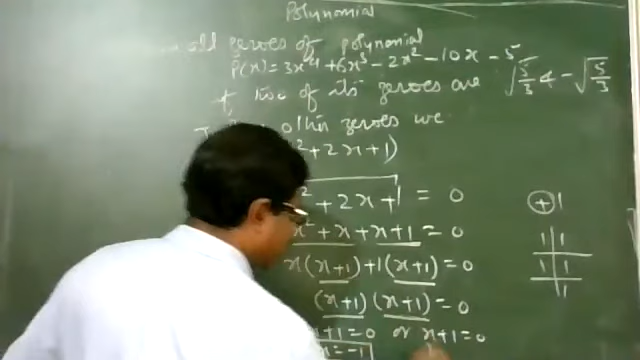 Polynomial
all zeroes of polynomial
P(x) = 3x⁴ + 6x³ - 2x² - 10x - 5
if two of its zeroes are √5/3 & -√5/3
other zeroes we
² + 2x + 1)
² + 2x + 1 = 0
x² + x + x + 1 = 0
x(x+1) + 1(x+1) = 0
(x+1)(x+1) = 0
x+1 = 0 or x+1 = 0
x = -1
+1
1 1
1 1
1